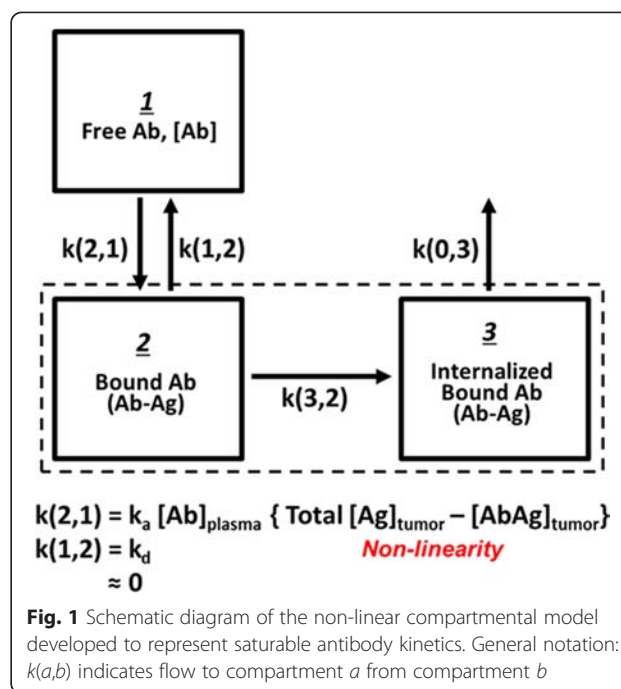 1
Free Ab, [Ab]
k(2,1)
k(1,2)
k(0,3)
2
Bound Ab
(Ab-Ag)
k(3,2)
3
Internalized
Bound Ab
(Ab-Ag)
k(2,1) = kₐ [Ab]plasma { Total [Ag]tumor – [AbAg]tumor}
k(1,2) = k_d
Non-linearity
≈ 0
Fig. 1 Schematic diagram of the non-linear compartmental model
developed to represent saturable antibody kinetics. General notation:
k(a,b) indicates flow to compartment a from compartment b